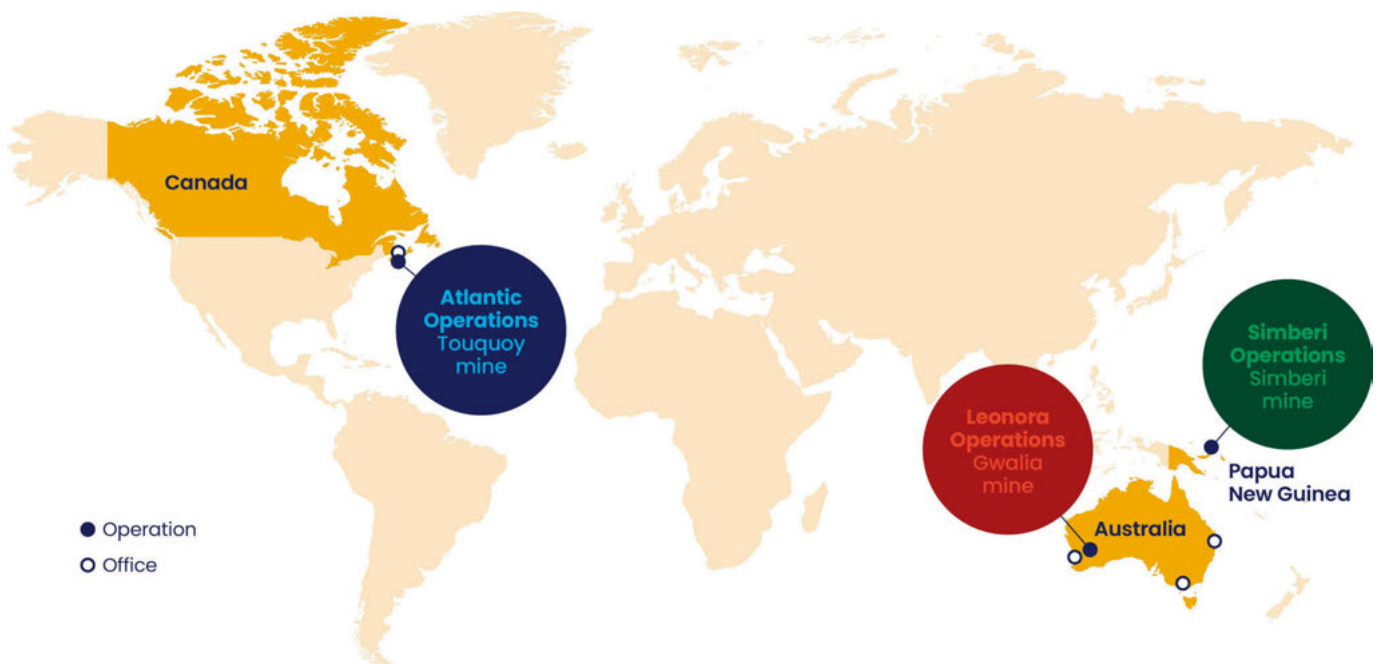 Canada
Atlantic
Operations
Touquoy
mine
Simberi
Operations
Simberi
mine
Leonora
Operations
Gwalia
mine
Papua
New Guinea
Australia
Operation
Office